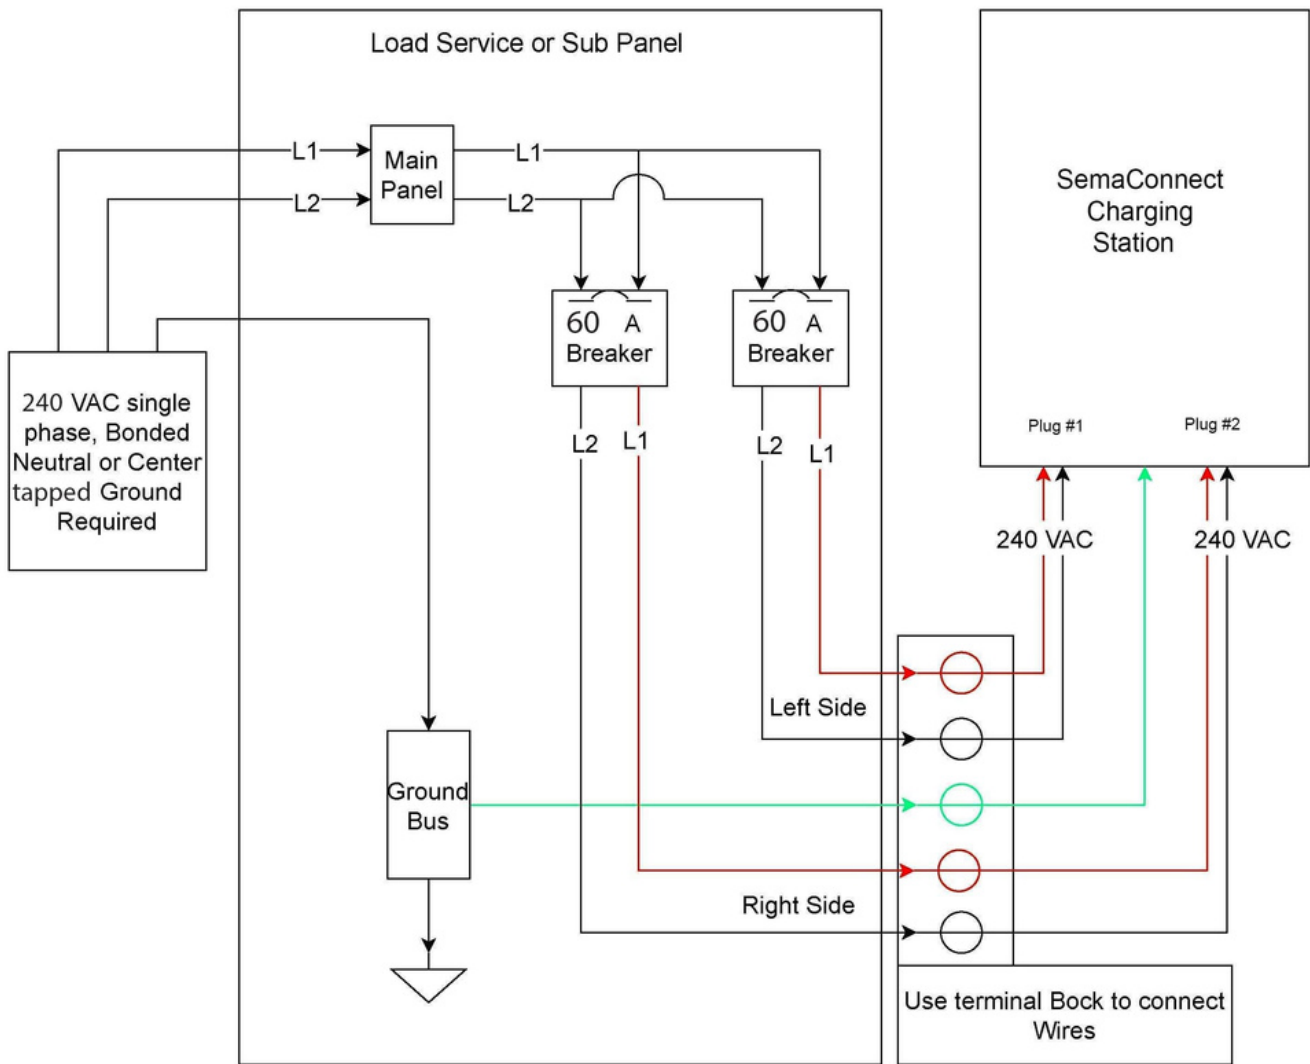 Load Service or Sub Panel
L1
Main
Panel
L1
L2
L2
SemaConnect
Charging
Station
60 A
Breaker
60 A
Breaker
240 VAC single
phase, Bonded
Neutral or Center
tapped Ground
Required
L2
L1
L2
L1
Plug #1
Plug #2
240 VAC
240 VAC
Left Side
Ground
Bus
Right Side
Use terminal Bock to connect
Wires